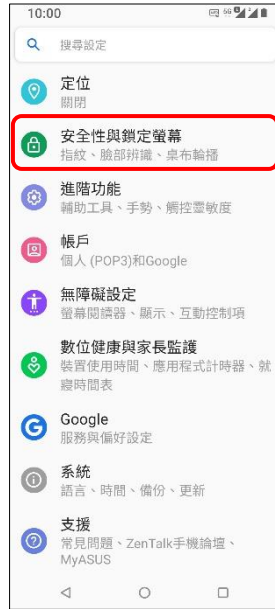 10:00
搜尋設定
定位
關閉
安全性與鎖定螢幕
指紋、臉部辨識、桌布輪播
進階功能
輔助工具、手勢、觸控靈敏度
帳戶
個人 (POP3)和Google
無障礙設定
螢幕閱讀器、顯示、互動控制項
數位健康與家長監護
裝置使用時間、應用程式計時器、就
寢時間表
Google
服務與偏好設定
系統
語言、時間、備份、更新
支援
常見問題、ZenTalk手機論壇、
MyASUS